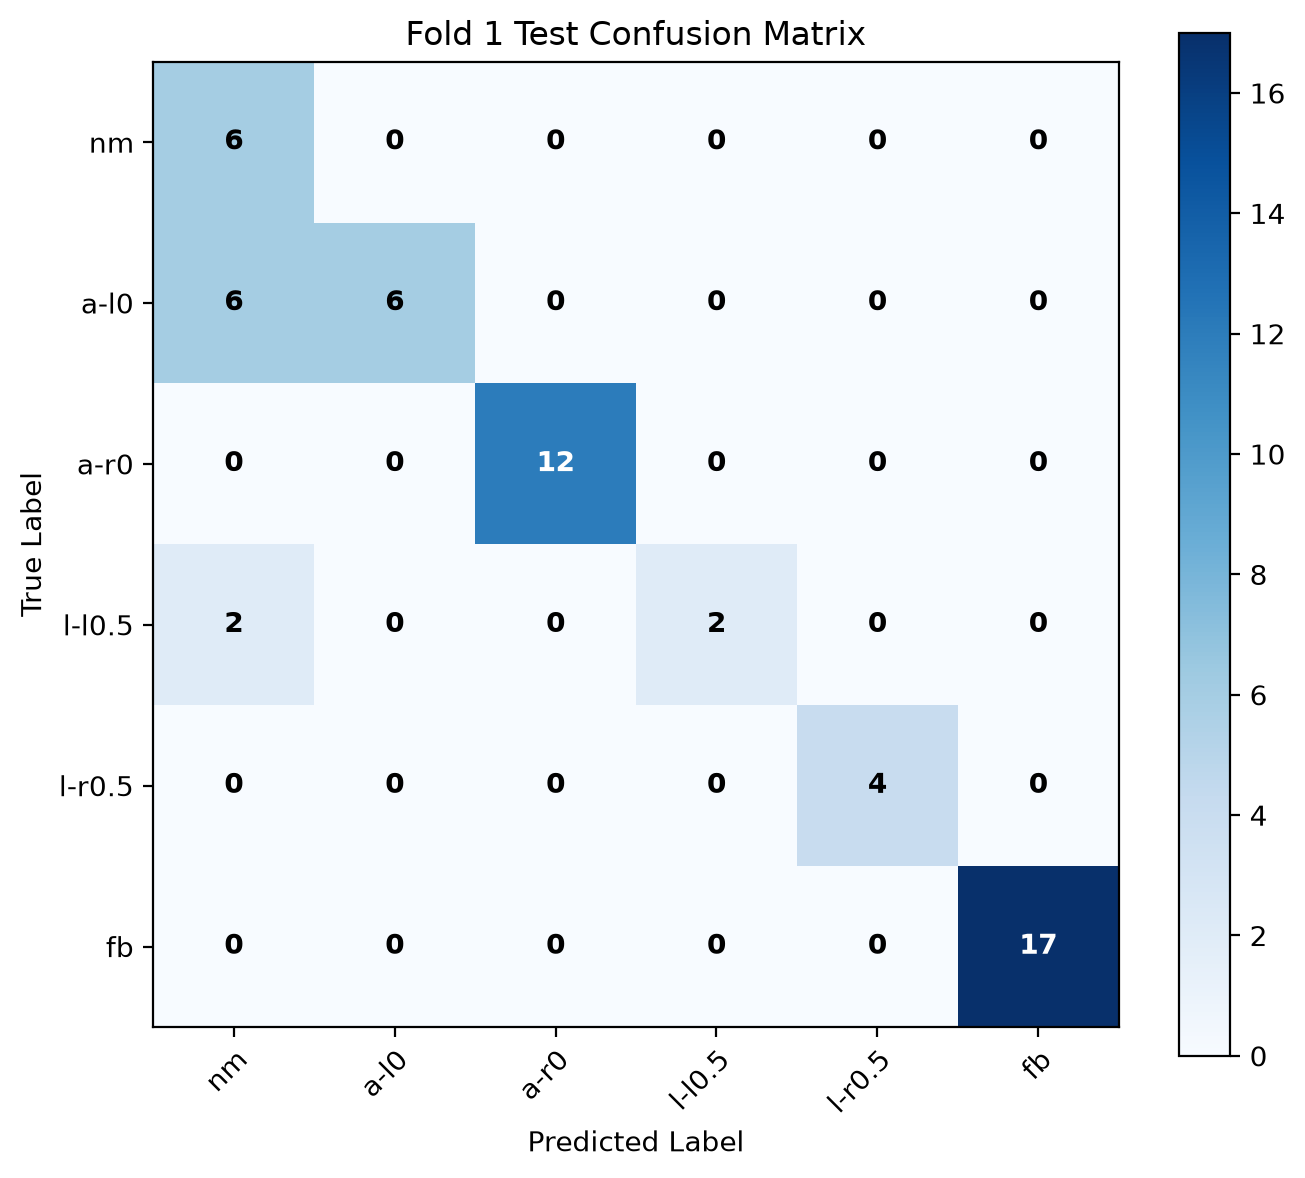 Fold 1 Test Confusion Matrix
nm 6 0 0 0 0 0
a-l0 6 6 0 0 0 0
a-r0 0 0 12 0 0 0
l-l0.5 2 0 0 2 0 0
l-r0.5 0 0 0 0 4 0
fb 0 0 0 0 0 17
nm a-l0 a-r0 l-l0.5 l-r0.5 fb
Predicted Label
True Label
16
14
12
10
8
6
4
2
0